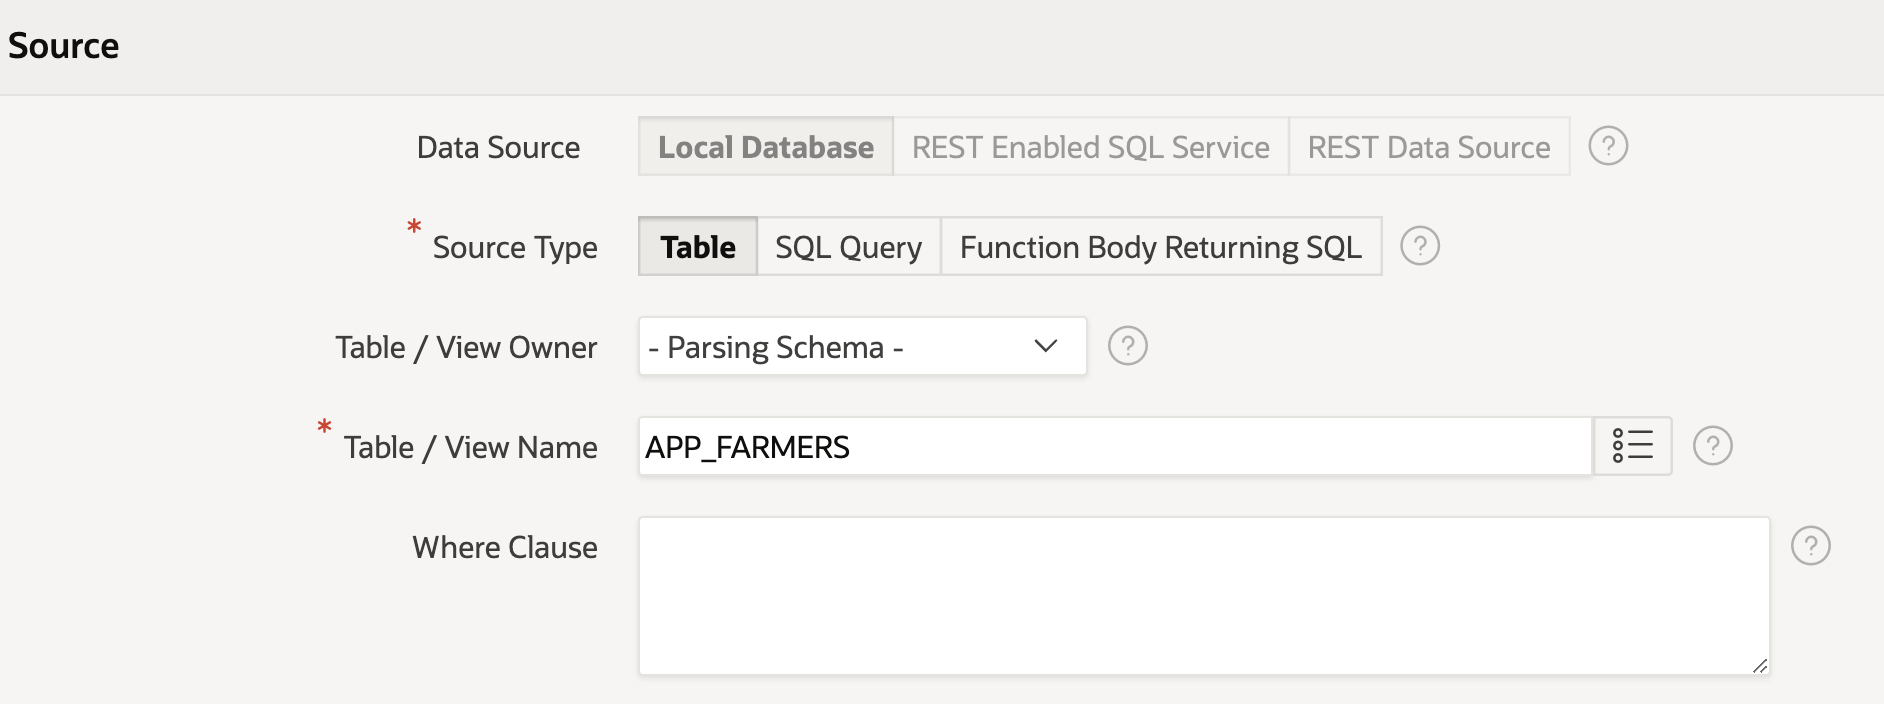 Source
Data Source Local Database REST Enabled SQL Service REST Data Source ?
* Source Type Table SQL Query Function Body Returning SQL ?
Table / View Owner - Parsing Schema - ?
* Table / View Name APP_FARMERS ?
Where Clause ?